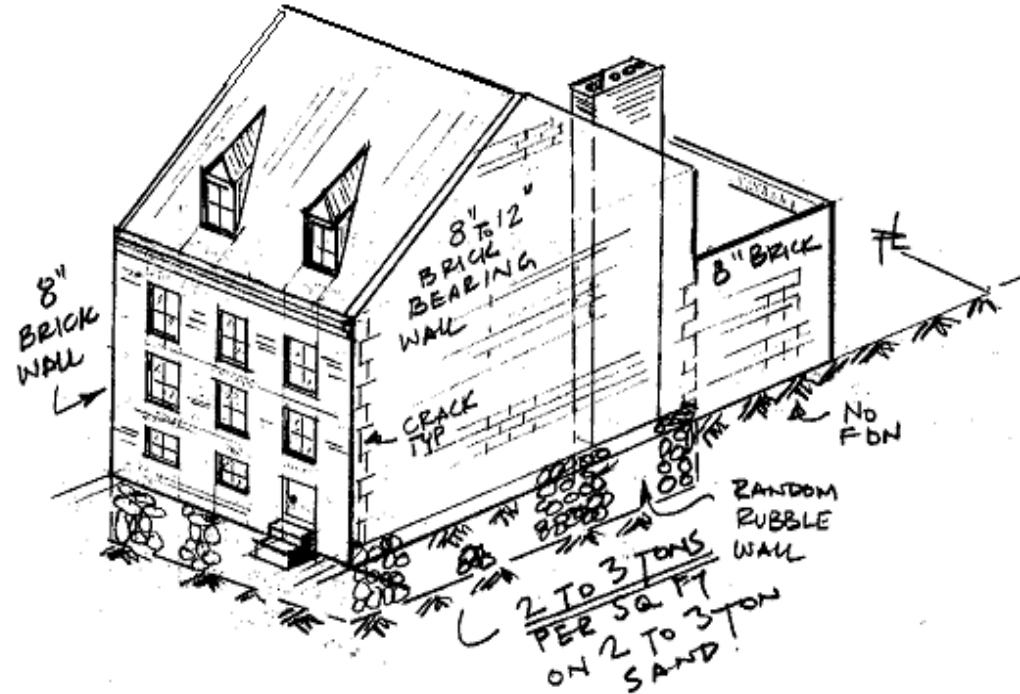 8"
BRICK
WALL
8" TO 12"
BRICK
BEARING
WALL
CRACK
TYP
8" BRICK
NO
FDN
RANDOM
RUBBLE
WALL
2 TO 3 TONS
PER SQ FT
ON 2 TO 3 TON
SAND